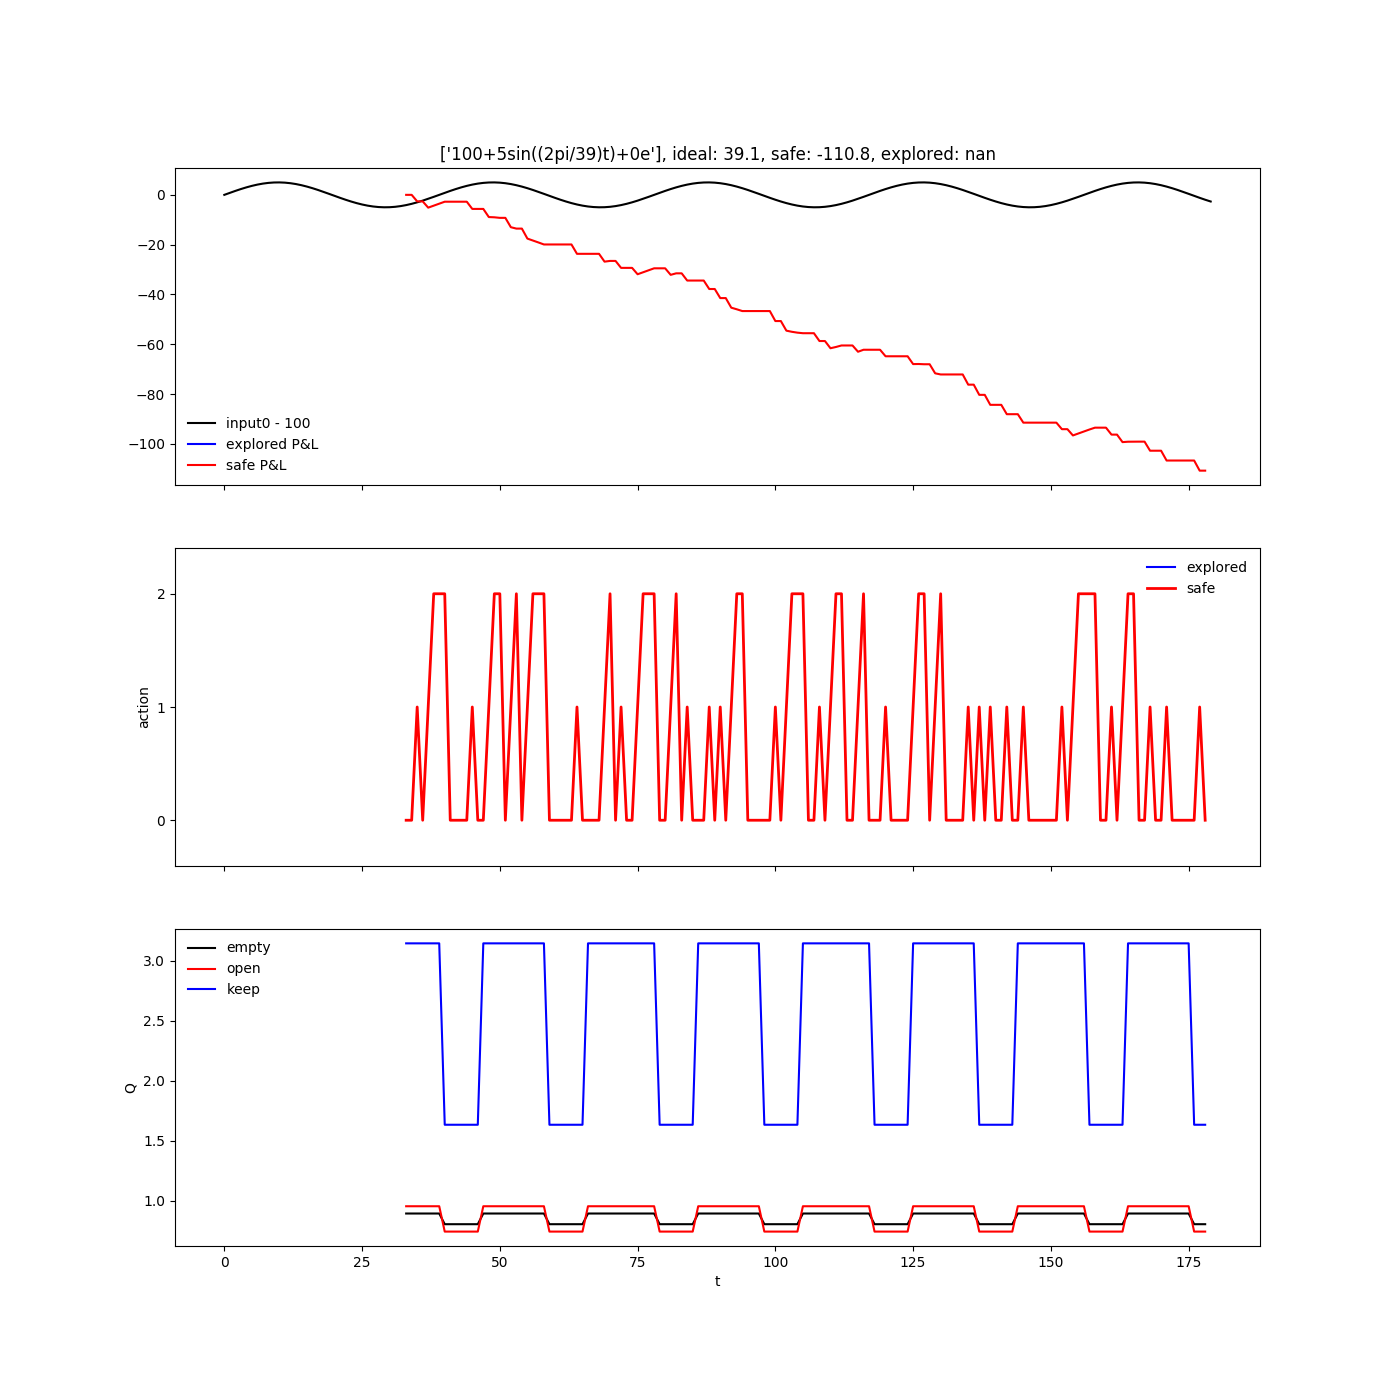 ['100+5sin((2pi/39)t)+0e'], ideal: 39.1, safe: -110.8, explored: nan
0
−20
−40
−60
−80
−100
input0 - 100
explored P&L
safe P&L
explored
safe
2
1
0
action
empty
open
keep
3.0
2.5
2.0
1.5
1.0
Q
0 25 50 75 100 125 150 175
t